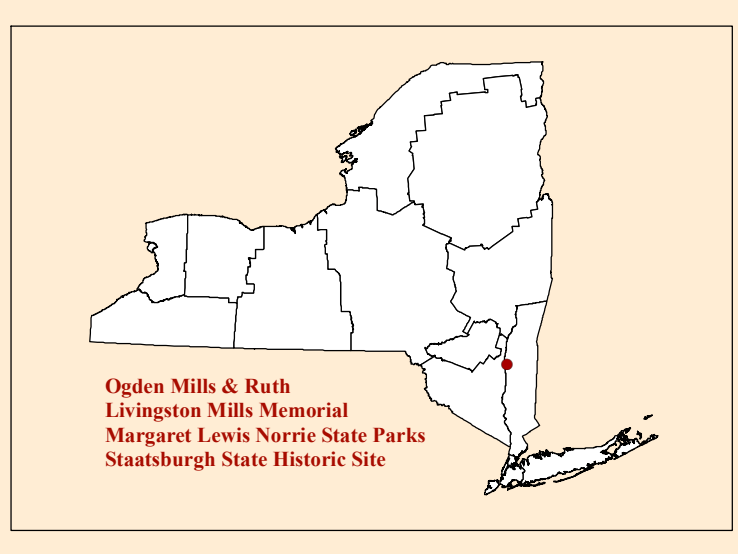 Ogden Mills & Ruth
Livingston Mills Memorial
Margaret Lewis Norrie State Parks
Staatsburgh State Historic Site